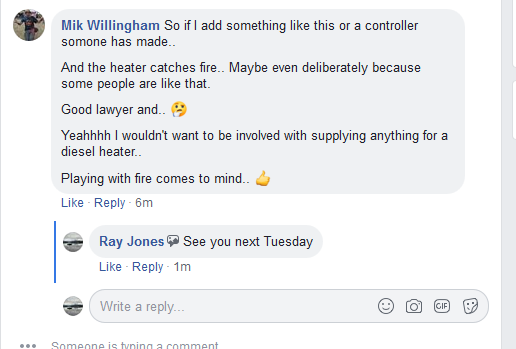 Mik Willingham So if I add something like this or a controller
somone has made..
And the heater catches fire.. Maybe even deliberately because
some people are like that.
Good lawyer and.. 🤔
Yeahhhh I wouldn't want to be involved with supplying anything for a
diesel heater..
Playing with fire comes to mind.. 👍
Like · Reply · 6m
Ray Jones See you next Tuesday
Like · Reply · 1m
Write a reply...
GIF
Someone is typing a comment